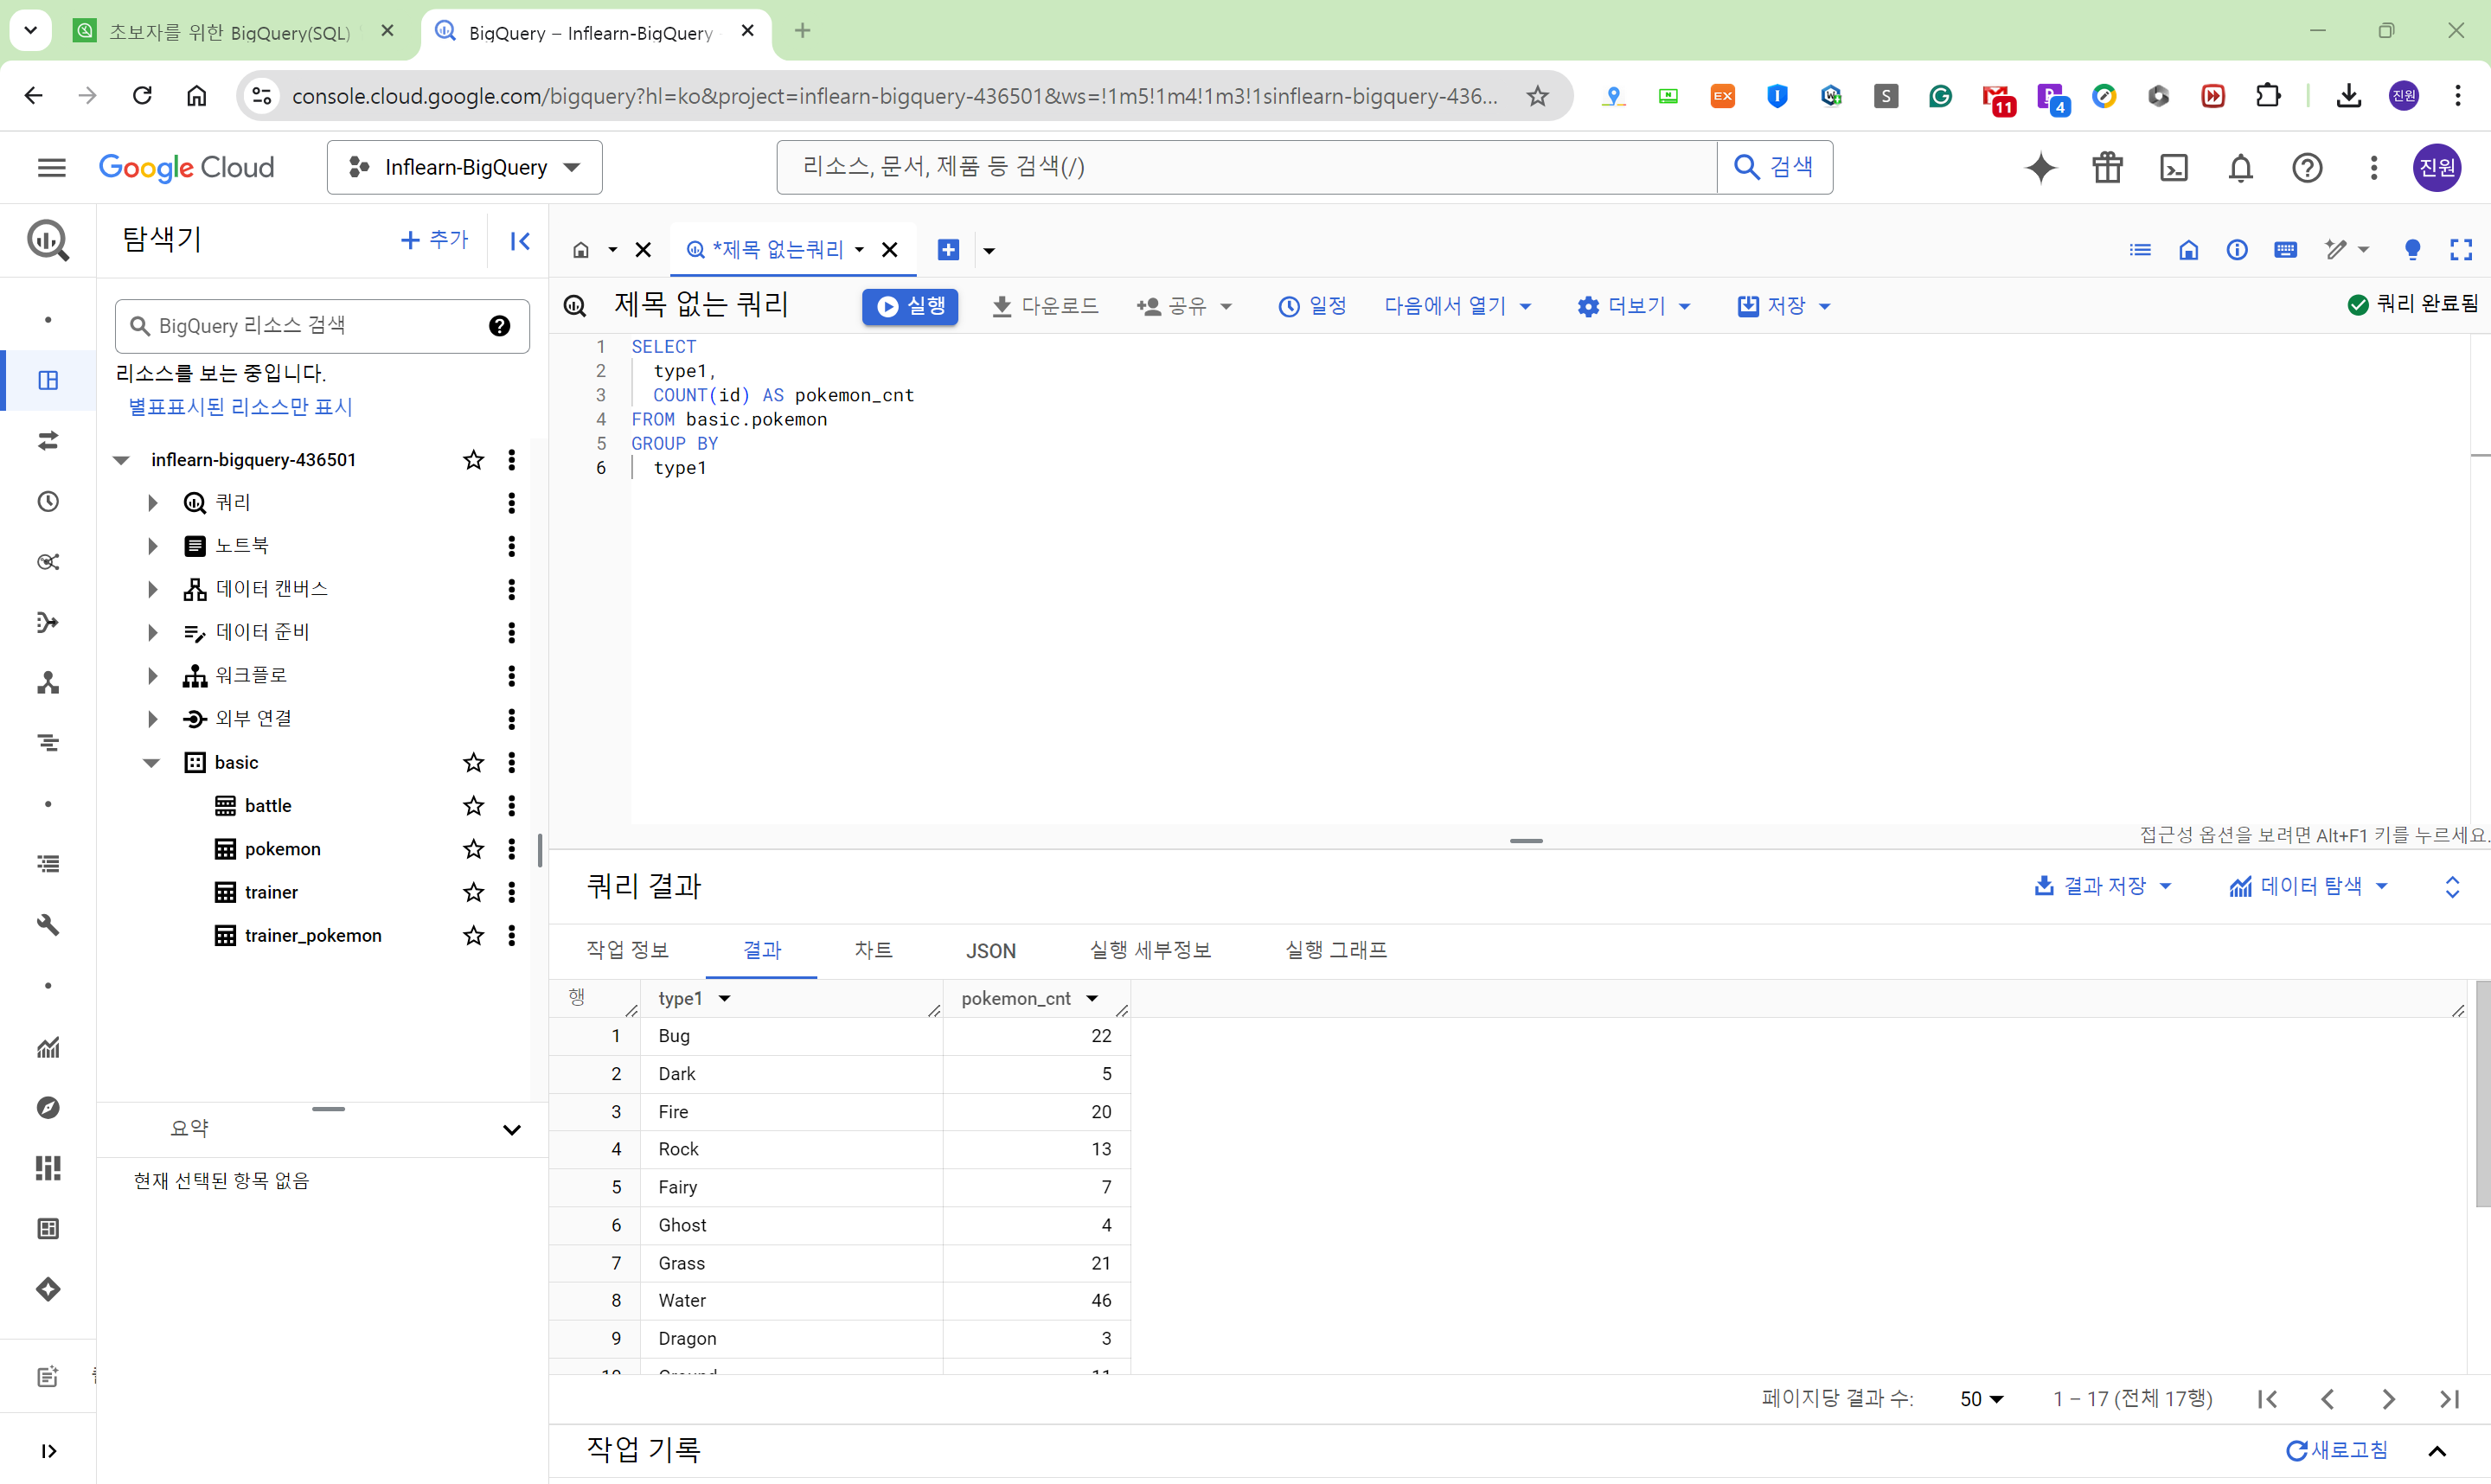 초보자를 위한 BigQuery(SQL)
BigQuery – Inflearn-BigQuery
console.cloud.google.com/bigquery?hl=ko&project=inflearn-bigquery-436501&ws=!1m5!1m4!1m3!1sinflearn-bigquery-436...
EX
S
11
4
진원
Google Cloud
Inflearn-BigQuery
리소스, 문서, 제품 등 검색(/)
검색
진원
탐색기
추가
*제목 없는쿼리
BigQuery 리소스 검색
리소스를 보는 중입니다.
별표표시된 리소스만 표시
inflearn-bigquery-436501
쿼리
노트북
데이터 캔버스
데이터 준비
워크플로
외부 연결
basic
battle
pokemon
trainer
trainer_pokemon
요약
현재 선택된 항목 없음
제목 없는 쿼리
실행
다운로드
공유
일정
다음에서 열기
더보기
저장
쿼리 완료됨
1 SELECT
2 type1,
3 COUNT(id) AS pokemon_cnt
4 FROM basic.pokemon
5 GROUP BY
6 type1
접근성 옵션을 보려면 Alt+F1 키를 누르세요.
쿼리 결과
결과 저장
데이터 탐색
작업 정보
결과
차트
JSON
실행 세부정보
실행 그래프
행 type1 pokemon_cnt
1 Bug 22
2 Dark 5
3 Fire 20
4 Rock 13
5 Fairy 7
6 Ghost 4
7 Grass 21
8 Water 46
9 Dragon 3
10 Ground 11
페이지당 결과 수: 50 1 – 17 (전체 17행)
작업 기록
새로고침